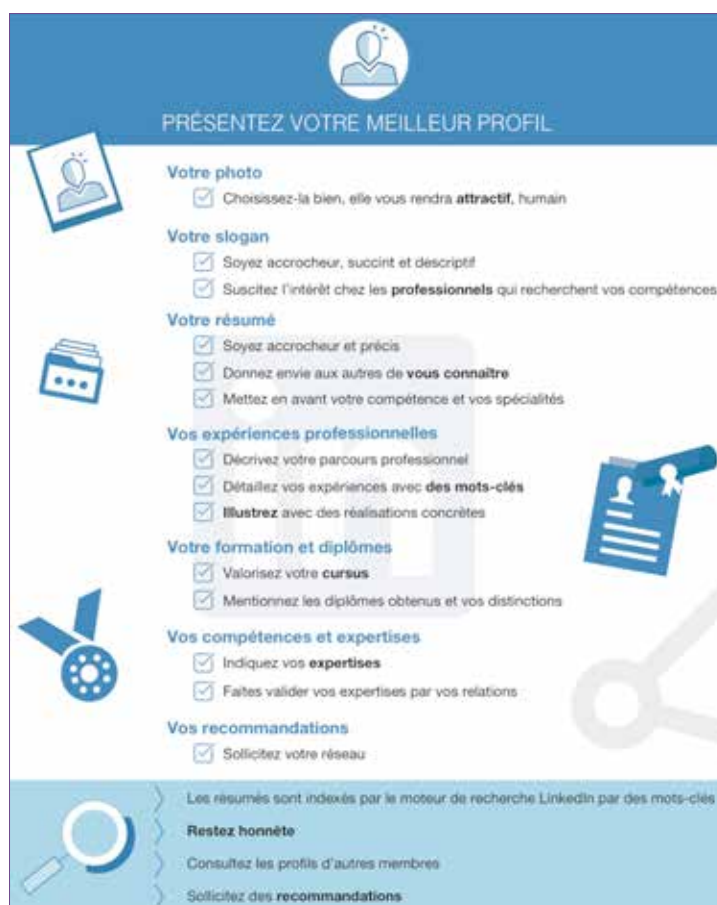 PRÉSENTEZ VOTRE MEILLEUR PROFIL
Votre photo
Choisissez-la bien, elle vous rendra attractif, humain
Votre slogan
Soyez accrocheur, succint et descriptif
Suscitez l'intérêt chez les professionnels qui recherchent vos compétences
Votre résumé
Soyez accrocheur et précis
Donnez envie aux autres de vous connaître
Mettez en avant votre compétence et vos spécialités
Vos expériences professionnelles
Décrivez votre parcours professionnel
Détaillez vos expériences avec des mots-clés
Illustrez avec des réalisations concrètes
Votre formation et diplômes
Valorisez votre cursus
Mentionnez les diplômes obtenus et vos distinctions
Vos compétences et expertises
Indiquez vos expertises
Faites valider vos expertises par vos relations
Vos recommandations
Sollicitez votre réseau
Les résumés sont indexés par le moteur de recherche LinkedIn par des mots-clés
Restez honnête
Consultez les profils d'autres membres
Sollicitez des recommandations
in